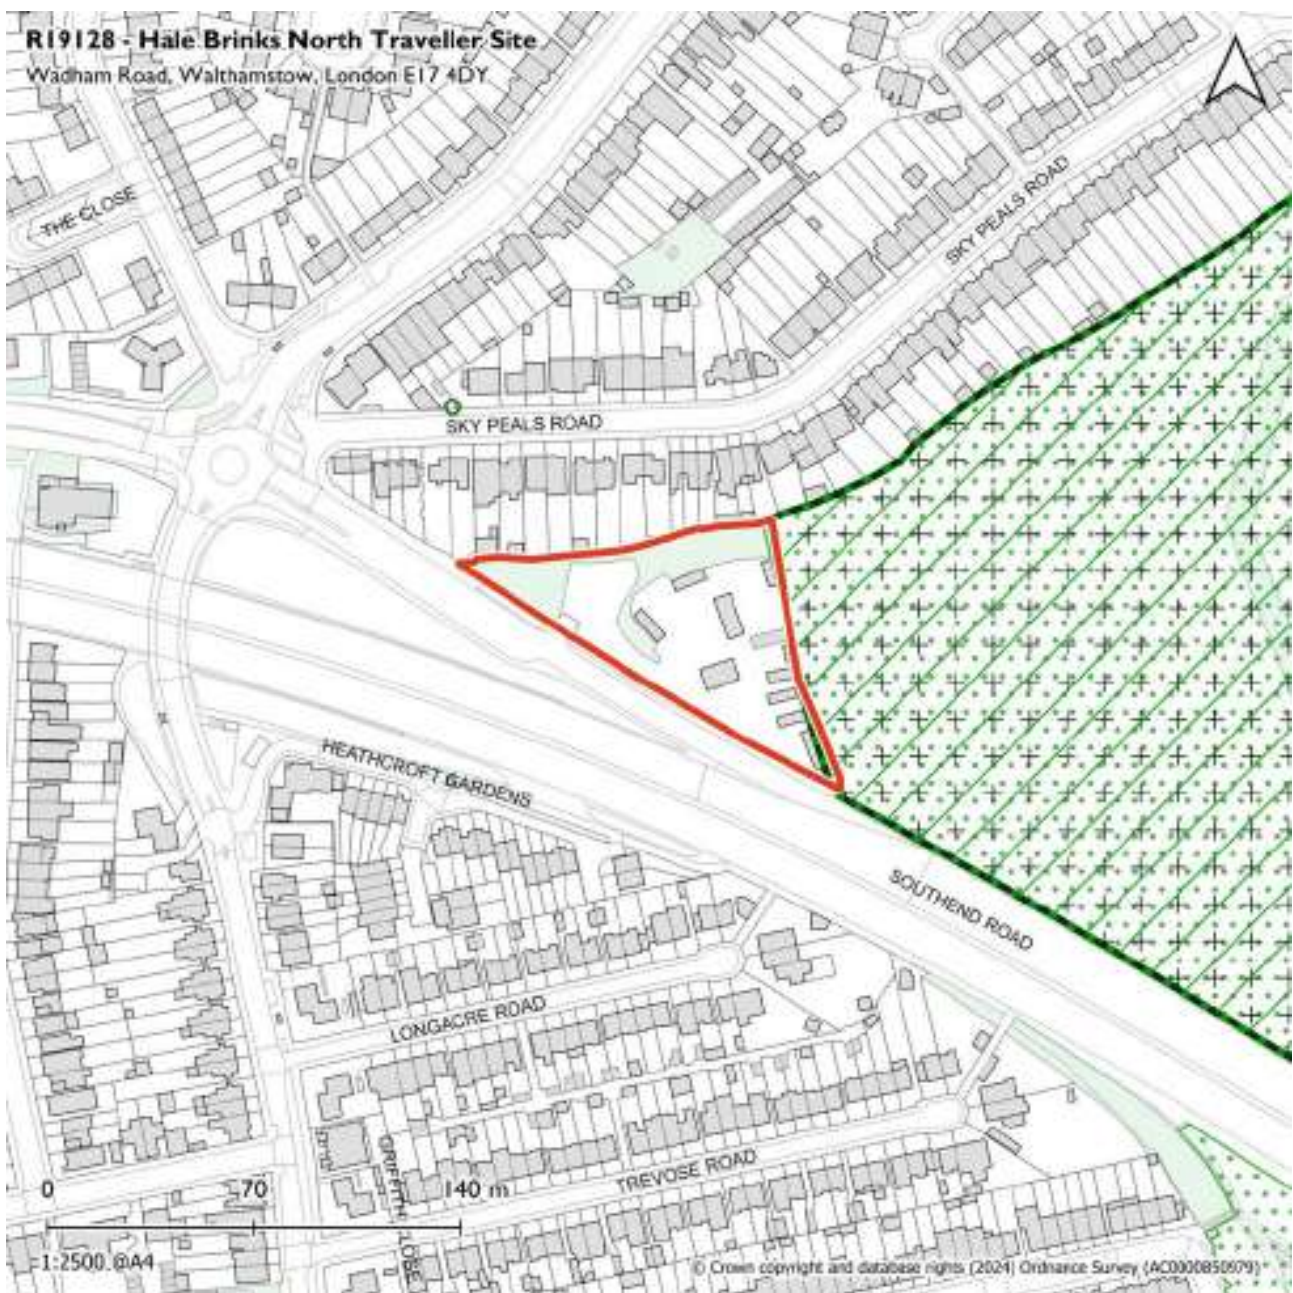 R19128 - Hale Brinks North Traveller Site
Wadham Road, Walthamstow, London E17 4DY
THE CLOSE
SKY PEALS ROAD
SKY PEALS ROAD
HEATHCROFT GARDENS
SOUTHEND ROAD
LONGACRE ROAD
TREVOSE ROAD
CLOSE
0 70 140 m
1:2500 @A4
© Crown copyright and database rights (2024) Ordnance Survey (AC0000850979)